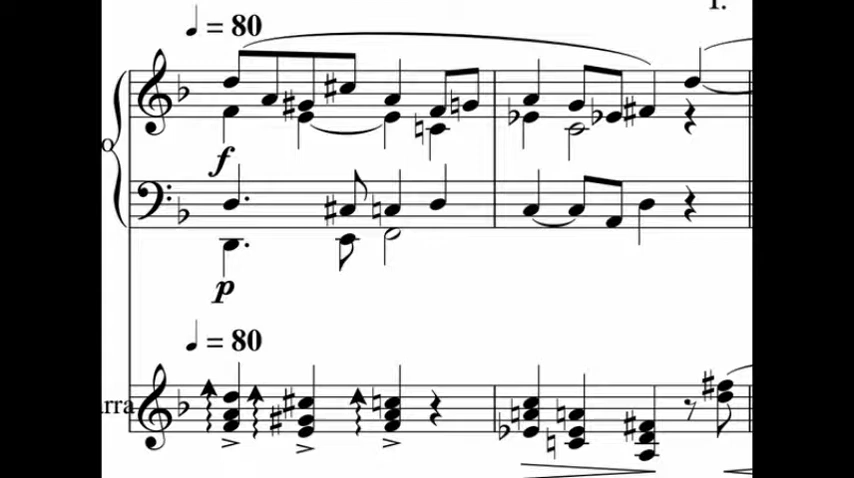 1.
♩ = 80
o
f
p
♩ = 80
rra